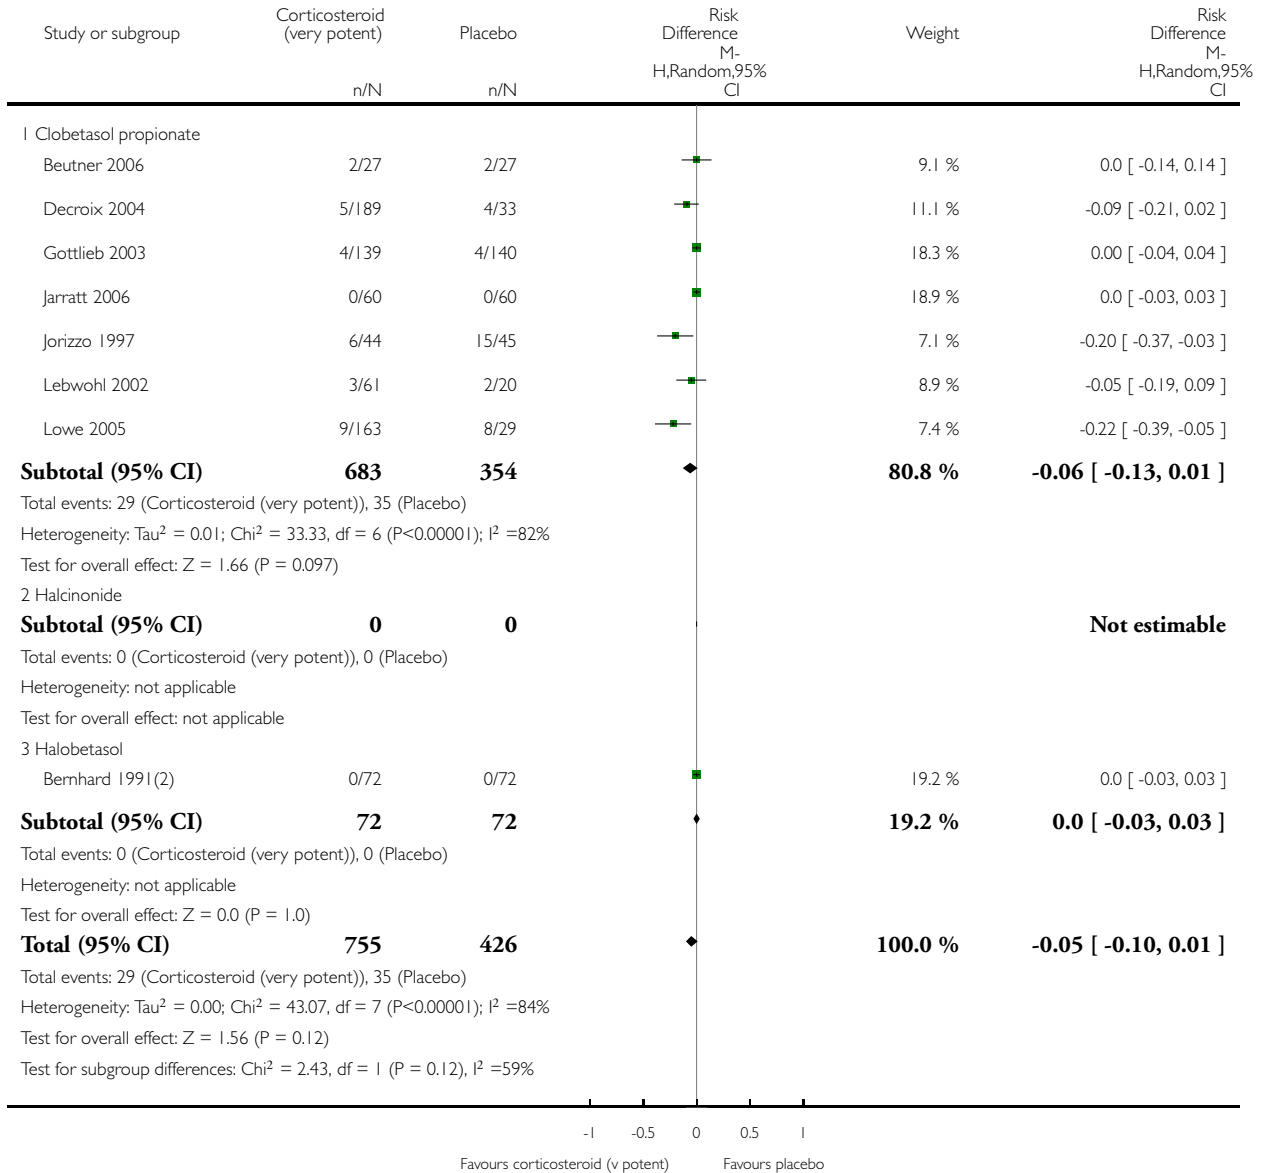 Study or subgroup Corticosteroid (very potent) Placebo Risk Difference Weight Risk Difference
M-H,Random,95% CI M-H,Random,95% CI
n/N n/N
1 Clobetasol propionate
Beutner 2006 2/27 2/27 9.1 % 0.0 [ -0.14, 0.14 ]
Decroix 2004 5/189 4/33 11.1 % -0.09 [ -0.21, 0.02 ]
Gottlieb 2003 4/139 4/140 18.3 % 0.00 [ -0.04, 0.04 ]
Jarratt 2006 0/60 0/60 18.9 % 0.0 [ -0.03, 0.03 ]
Jorizzo 1997 6/44 15/45 7.1 % -0.20 [ -0.37, -0.03 ]
Lebwohl 2002 3/61 2/20 8.9 % -0.05 [ -0.19, 0.09 ]
Lowe 2005 9/163 8/29 7.4 % -0.22 [ -0.39, -0.05 ]
Subtotal (95% CI) 683 354 80.8 % -0.06 [ -0.13, 0.01 ]
Total events: 29 (Corticosteroid (very potent)), 35 (Placebo)
Heterogeneity: Tau² = 0.01; Chi² = 33.33, df = 6 (P<0.00001); I² =82%
Test for overall effect: Z = 1.66 (P = 0.097)
2 Halcinonide
Subtotal (95% CI) 0 0 Not estimable
Total events: 0 (Corticosteroid (very potent)), 0 (Placebo)
Heterogeneity: not applicable
Test for overall effect: not applicable
3 Halobetasol
Bernhard 1991(2) 0/72 0/72 19.2 % 0.0 [ -0.03, 0.03 ]
Subtotal (95% CI) 72 72 19.2 % 0.0 [ -0.03, 0.03 ]
Total events: 0 (Corticosteroid (very potent)), 0 (Placebo)
Heterogeneity: not applicable
Test for overall effect: Z = 0.0 (P = 1.0)
Total (95% CI) 755 426 100.0 % -0.05 [ -0.10, 0.01 ]
Total events: 29 (Corticosteroid (very potent)), 35 (Placebo)
Heterogeneity: Tau² = 0.00; Chi² = 43.07, df = 7 (P<0.00001); I² =84%
Test for overall effect: Z = 1.56 (P = 0.12)
Test for subgroup differences: Chi² = 2.43, df = 1 (P = 0.12), I² =59%
-1 -0.5 0 0.5 1
Favours corticosteroid (v potent) Favours placebo